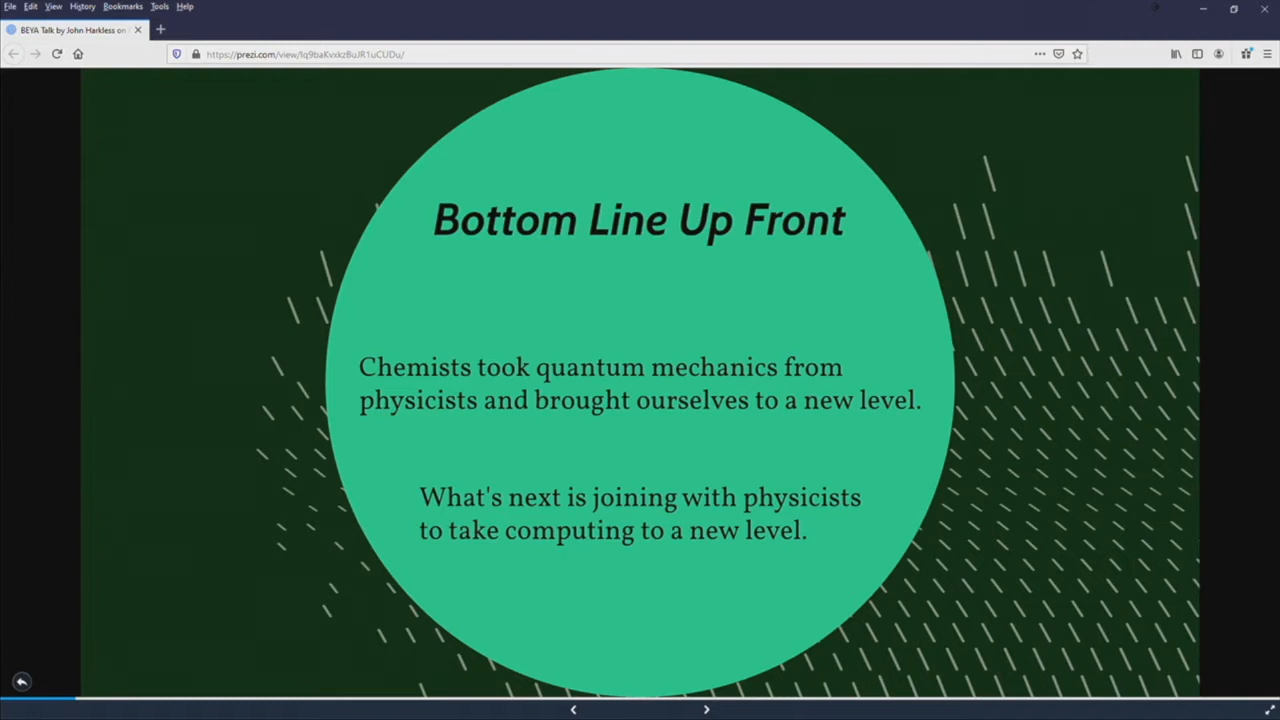 File Edit View History Bookmarks Tools Help
BEYA Talk by John Harkless on
Bottom Line Up Front
Chemists took quantum mechanics from
physicists and brought ourselves to a new level.
What's next is joining with physicists
to take computing to a new level.